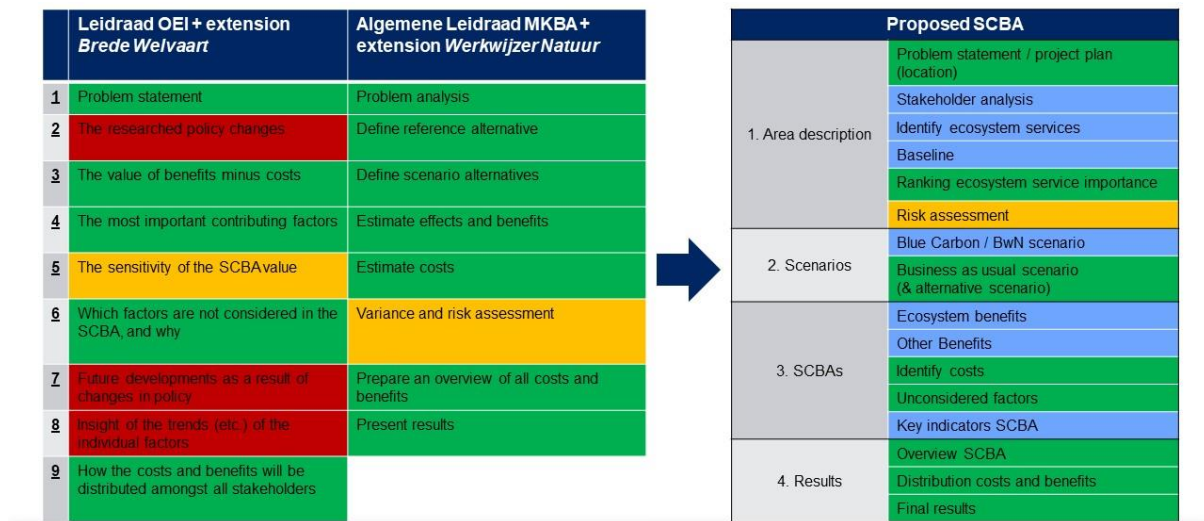 Leidraad OEI + extension
Brede Welvaart
Algemene Leidraad MKBA +
extension Werkwijzer Natuur
1
Problem statement
Problem analysis
2
The researched policy changes
Define reference alternative
3
The value of benefits minus costs
Define scenario alternatives
4
The most important contributing factors
Estimate effects and benefits
5
The sensitivity of the SCBA value
Estimate costs
6
Which factors are not considered in the
SCBA, and why
Variance and risk assessment
7
Future developments as a result of
changes in policy
Prepare an overview of all costs and
benefits
8
Insight of the trends (etc.) of the
individual factors
Present results
9
How the costs and benefits will be
distributed amongst all stakeholders
Proposed SCBA
1. Area description
Problem statement / project plan
(location)
Stakeholder analysis
Identify ecosystem services
Baseline
Ranking ecosystem service importance
Risk assessment
2. Scenarios
Blue Carbon / BwN scenario
Business as usual scenario
(& alternative scenario)
3. SCBAs
Ecosystem benefits
Other Benefits
Identify costs
Unconsidered factors
Key indicators SCBA
4. Results
Overview SCBA
Distribution costs and benefits
Final results